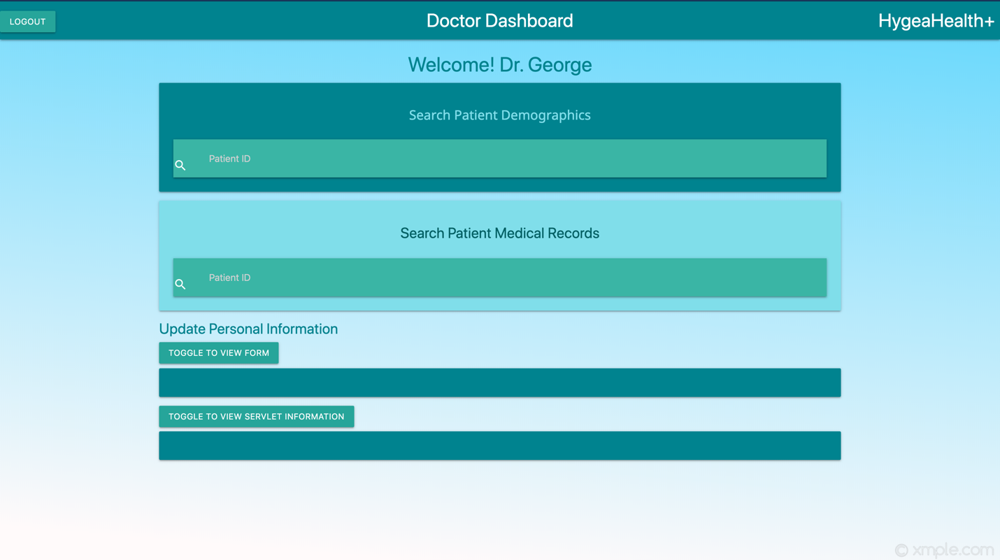 LOGOUT
Doctor Dashboard
HygeaHealth+
Welcome! Dr. George
Search Patient Demographics
Patient ID
Search Patient Medical Records
Patient ID
Update Personal Information
TOGGLE TO VIEW FORM
TOGGLE TO VIEW SERVLET INFORMATION
© xmple.com